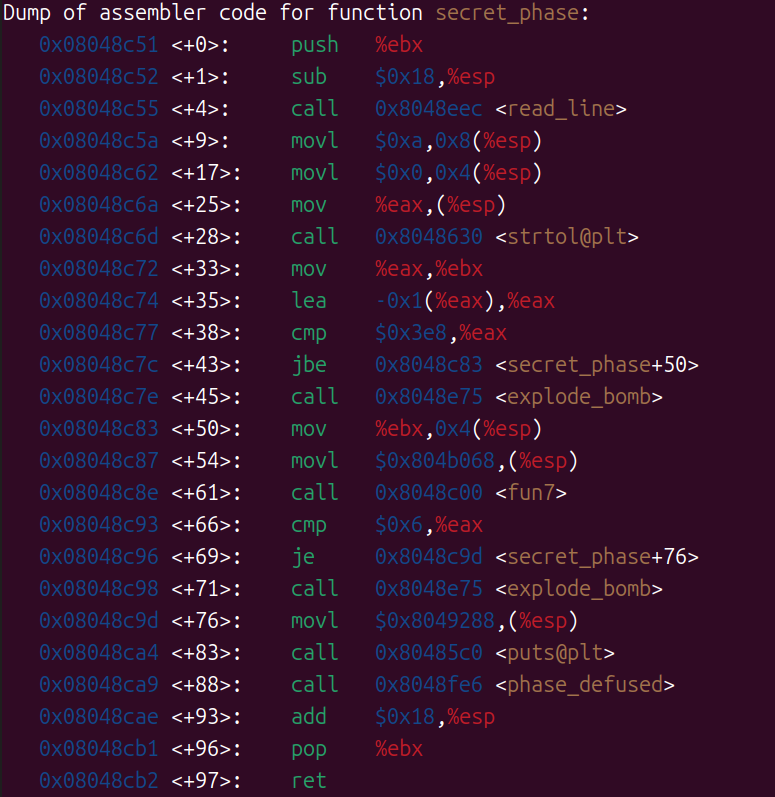 Dump of assembler code for function secret_phase:
0x08048c51 <+0>: push %ebx
0x08048c52 <+1>: sub $0x18,%esp
0x08048c55 <+4>: call 0x8048eec <read_line>
0x08048c5a <+9>: movl $0xa,0x8(%esp)
0x08048c62 <+17>: movl $0x0,0x4(%esp)
0x08048c6a <+25>: mov %eax,(%esp)
0x08048c6d <+28>: call 0x8048630 <strtol@plt>
0x08048c72 <+33>: mov %eax,%ebx
0x08048c74 <+35>: lea -0x1(%eax),%eax
0x08048c77 <+38>: cmp $0x3e8,%eax
0x08048c7c <+43>: jbe 0x8048c83 <secret_phase+50>
0x08048c7e <+45>: call 0x8048e75 <explode_bomb>
0x08048c83 <+50>: mov %ebx,0x4(%esp)
0x08048c87 <+54>: movl $0x804b068,(%esp)
0x08048c8e <+61>: call 0x8048c00 <fun7>
0x08048c93 <+66>: cmp $0x6,%eax
0x08048c96 <+69>: je 0x8048c9d <secret_phase+76>
0x08048c98 <+71>: call 0x8048e75 <explode_bomb>
0x08048c9d <+76>: movl $0x8049288,(%esp)
0x08048ca4 <+83>: call 0x80485c0 <puts@plt>
0x08048ca9 <+88>: call 0x8048fe6 <phase_defused>
0x08048cae <+93>: add $0x18,%esp
0x08048cb1 <+96>: pop %ebx
0x08048cb2 <+97>: ret